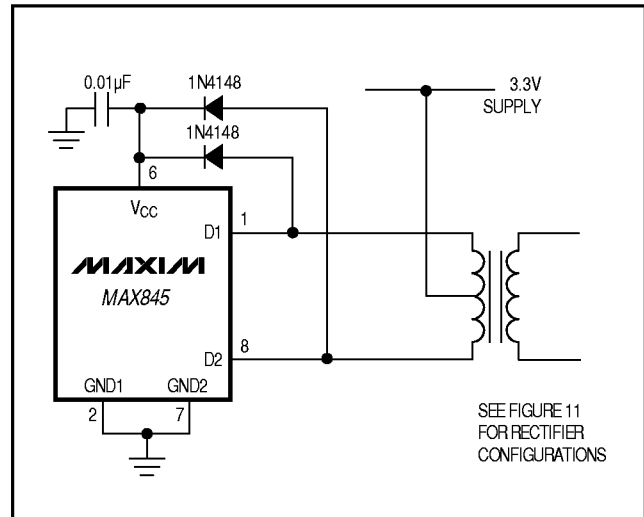 0.01µF
1N4148
1N4148
3.3V
SUPPLY
6
VCC
D1
1
MAXIM
MAX845
D2
8
GND1
GND2
2
7
SEE FIGURE 11
FOR RECTIFIER
CONFIGURATIONS